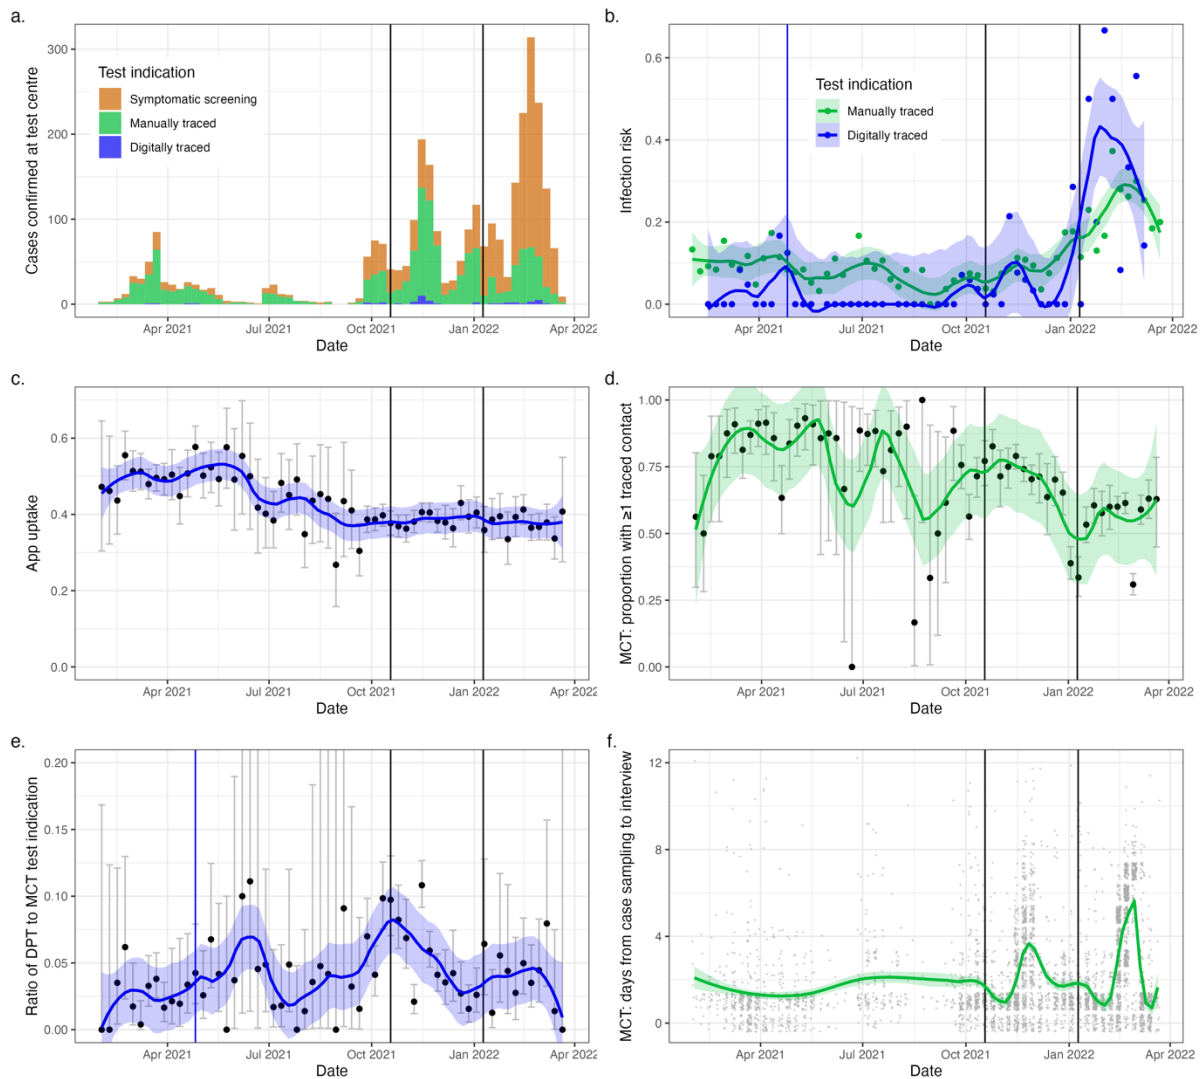 a.
Cases confirmed at test centre
300
200
100
0
Test indication
Symptomatic screening
Manually traced
Digitally traced
Apr 2021
Jul 2021
Oct 2021
Jan 2022
Apr 2022
Date
b.
Infection risk
0.6
0.4
0.2
0.0
Test indication
Manually traced
Digitally traced
Apr 2021
Jul 2021
Oct 2021
Jan 2022
Apr 2022
Date
c.
App uptake
0.6
0.4
0.2
0.0
Apr 2021
Jul 2021
Oct 2021
Jan 2022
Apr 2022
Date
d.
MCT: proportion with ≥1 traced contact
1.00
0.75
0.50
0.25
0.00
Apr 2021
Jul 2021
Oct 2021
Jan 2022
Apr 2022
Date
e.
Ratio of DPT to MCT test indication
0.20
0.15
0.10
0.05
0.00
Apr 2021
Jul 2021
Oct 2021
Jan 2022
Apr 2022
Date
f.
MCT: days from case sampling to interview
12
8
4
0
Apr 2021
Jul 2021
Oct 2021
Jan 2022
Apr 2022
Date